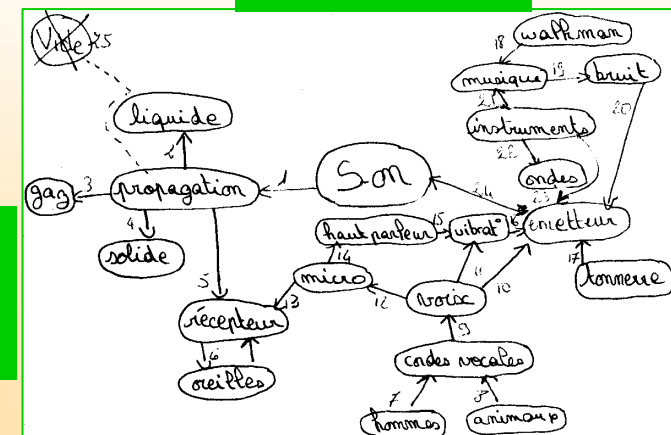 Vide 25
18 walkman
musique 19 bruit
liquide
21
20
2
instruments
22
gaz 3 propagation 1 Son
ondes
24 23
4
haut parleur 15 vibrat° 16 émetteur
solide
14
17
micro 11 tonnerre
5
13 12 voix 10
récepteur
9
6
cordes vocales
oreilles
7 8
hommes animaux